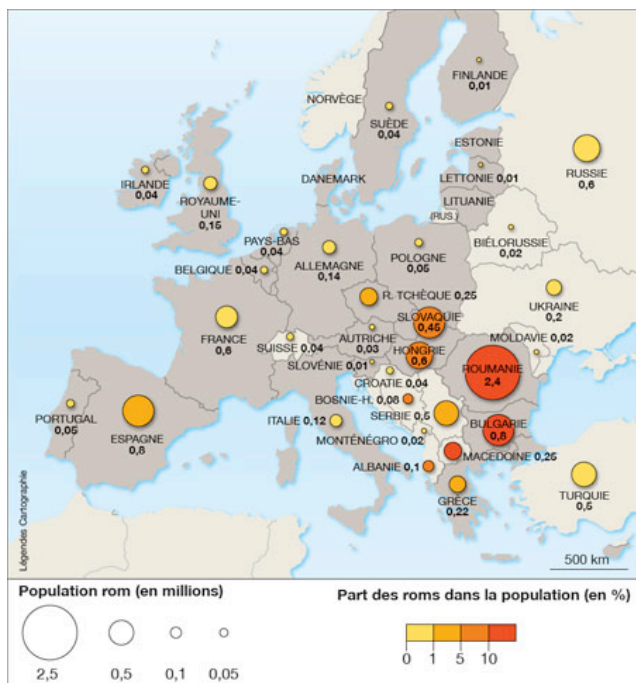 FINLANDE
0,01
NORVÈGE
SUÈDE
0,04
ESTONIE
RUSSIE
0,6
LETTONIE 0,01
DANEMARK
LITUANIE
(RUS.)
IRLANDE
0,04
ROYAUME-
UNI
0,15
BIÉLORUSSIE
0,02
PAYS-BAS
0,04
ALLEMAGNE
0,14
POLOGNE
0,05
BELGIQUE 0,04
R. TCHÈQUE 0,25
UKRAINE
0,2
SLOVAQUIE
0,45
MOLDAVIE 0,02
FRANCE
0,6
SUISSE 0,04
AUTRICHE
0,03
HONGRIE
0,6
SLOVÉNIE 0,01
ROUMANIE
2,4
CROATIE 0,04
BOSNIE-H. 0,08
PORTUGAL
0,05
ESPAGNE
0,8
ITALIE 0,12
SERBIE 0,5
BULGARIE
0,8
MONTÉNÉGRO 0,02
ALBANIE 0,1
MACEDOINE 0,26
GRÈCE
0,22
TURQUIE
0,5
Légendes Cartographie
500 km
Population rom (en millions)
2,5 0,5 0,1 0,05
Part des roms dans la population (en %)
0 1 5 10